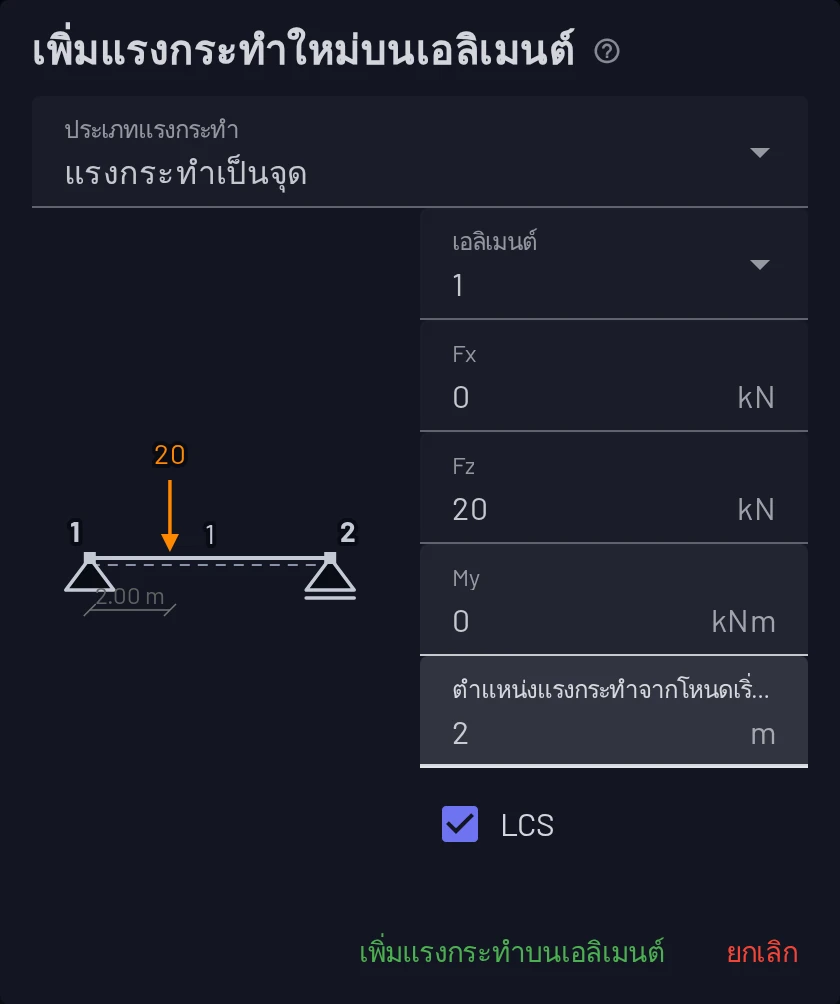 เพิ่มแรงกระทำใหม่บนเอลิเมนต์ ?
ประเภทแรงกระทำ
แรงกระทำเป็นจุด
เอลิเมนต์
1
Fx
0 kN
20
Fz
20 kN
1 1 2
2.00 m
My
0 kNm
ตำแหน่งแรงกระทำจากโหนดเริ่...
2 m
LCS
เพิ่มแรงกระทำบนเอลิเมนต์ ยกเลิก